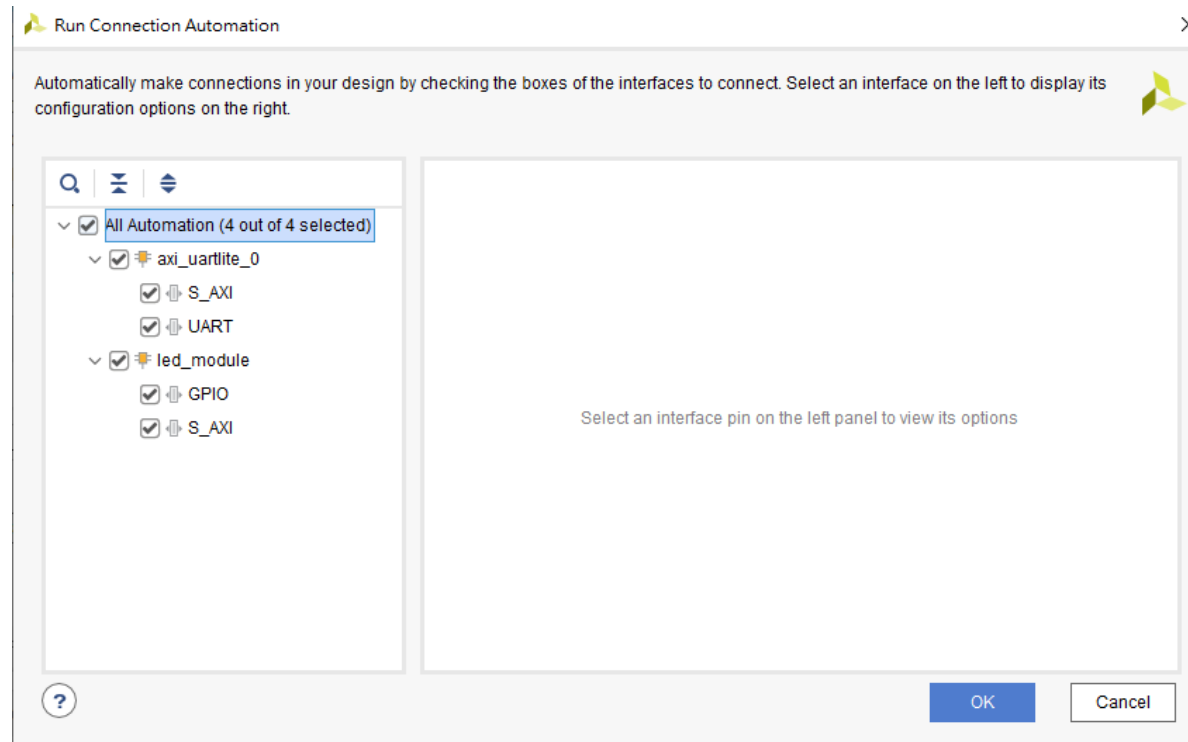 Run Connection Automation
Automatically make connections in your design by checking the boxes of the interfaces to connect. Select an interface on the left to display its
configuration options on the right.
All Automation (4 out of 4 selected)
axi_uartlite_0
S_AXI
UART
led_module
GPIO
S_AXI
Select an interface pin on the left panel to view its options
?
OK
Cancel